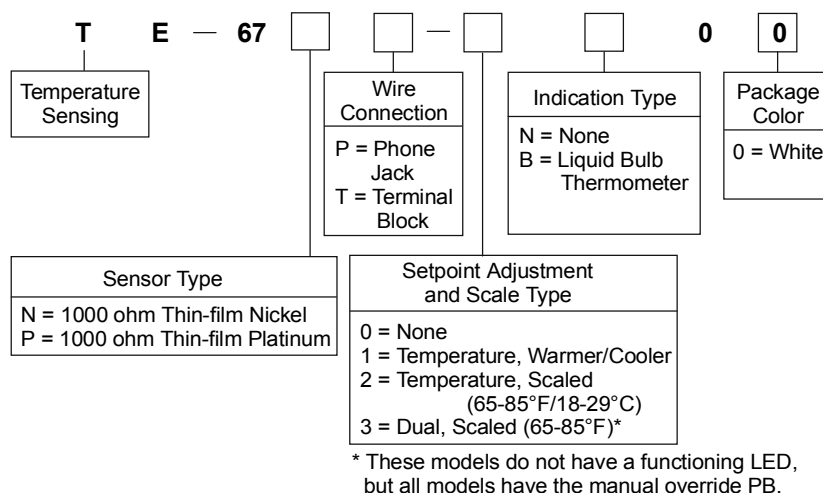 T E — 67 — 0 0
Temperature
Sensing
Wire
Connection
P = Phone
Jack
T = Terminal
Block
Indication Type
N = None
B = Liquid Bulb
Thermometer
Package
Color
0 = White
Sensor Type
N = 1000 ohm Thin-film Nickel
P = 1000 ohm Thin-film Platinum
Setpoint Adjustment
and Scale Type
0 = None
1 = Temperature, Warmer/Cooler
2 = Temperature, Scaled
(65-85°F/18-29°C)
3 = Dual, Scaled (65-85°F)*
* These models do not have a functioning LED,
but all models have the manual override PB.